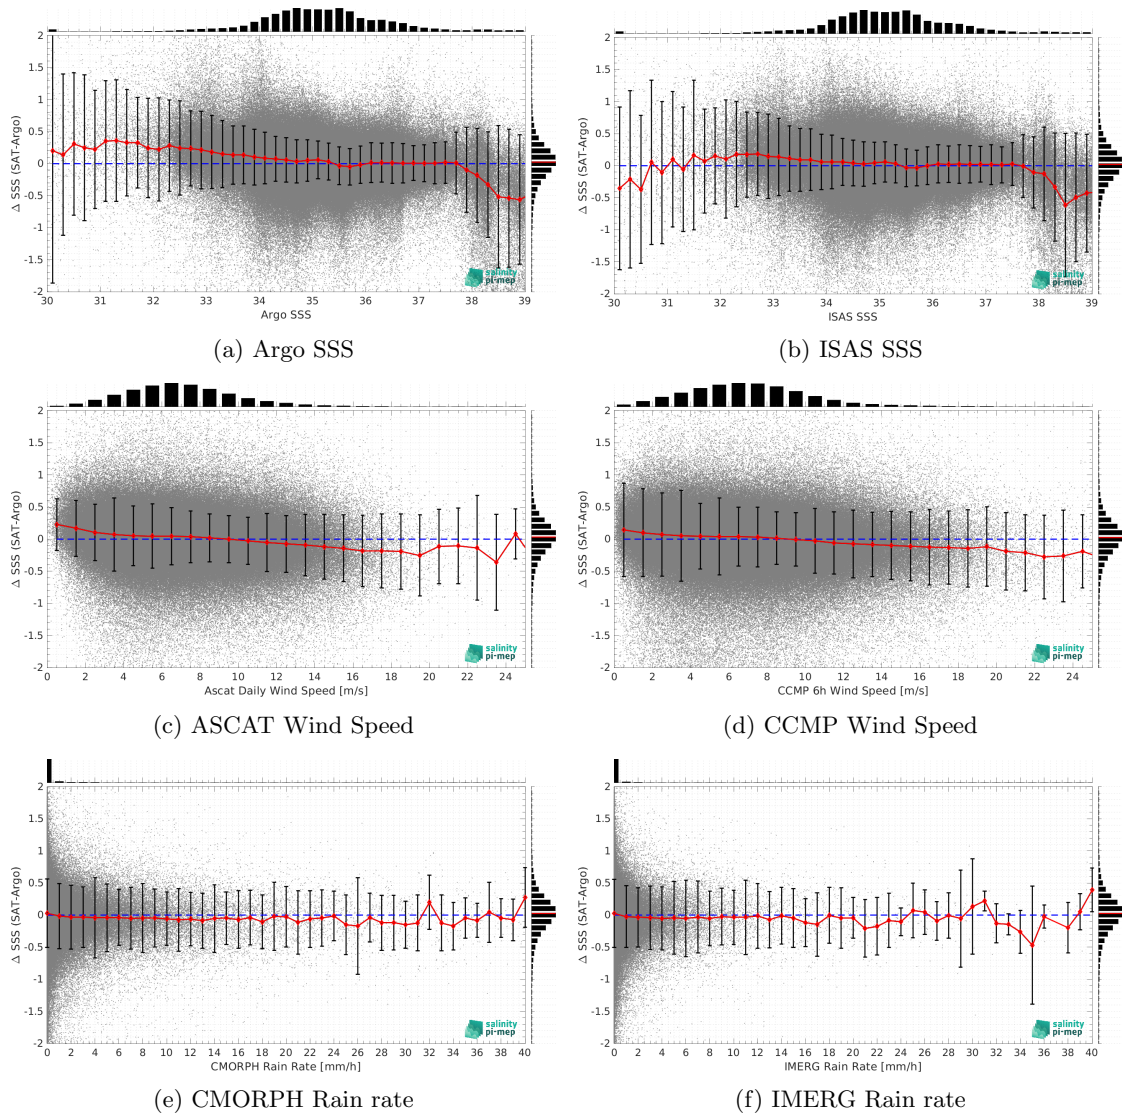 2
1.5
1
0.5
0
-0.5
-1
-1.5
-2
Δ SSS (SAT-Argo)
30 31 32 33 34 35 36 37 38 39
Argo SSS
salinity
pi-mep
(a) Argo SSS
2
1.5
1
0.5
0
-0.5
-1
-1.5
-2
Δ SSS (SAT-Argo)
30 31 32 33 34 35 36 37 38 39
ISAS SSS
salinity
pi-mep
(b) ISAS SSS
2
1.5
1
0.5
0
-0.5
-1
-1.5
-2
Δ SSS (SAT-Argo)
0 2 4 6 8 10 12 14 16 18 20 22 24
Ascat Daily Wind Speed [m/s]
salinity
pi-mep
(c) ASCAT Wind Speed
2
1.5
1
0.5
0
-0.5
-1
-1.5
-2
Δ SSS (SAT-Argo)
0 2 4 6 8 10 12 14 16 18 20 22 24
CCMP 6h Wind Speed [m/s]
salinity
pi-mep
(d) CCMP Wind Speed
2
1.5
1
0.5
0
-0.5
-1
-1.5
-2
Δ SSS (SAT-Argo)
0 2 4 6 8 10 12 14 16 18 20 22 24 26 28 30 32 34 36 38 40
CMORPH Rain Rate [mm/h]
salinity
pi-mep
(e) CMORPH Rain rate
2
1.5
1
0.5
0
-0.5
-1
-1.5
-2
Δ SSS (SAT-Argo)
0 2 4 6 8 10 12 14 16 18 20 22 24 26 28 30 32 34 36 38 40
IMERG Rain Rate [mm/h]
salinity
pi-mep
(f) IMERG Rain rate